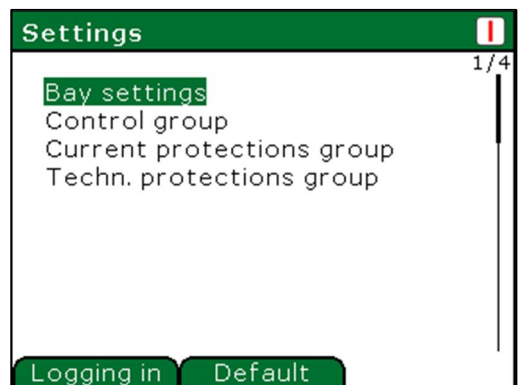 Settings
1/4
Bay settings
Control group
Current protections group
Techn. protections group
Logging in
Default